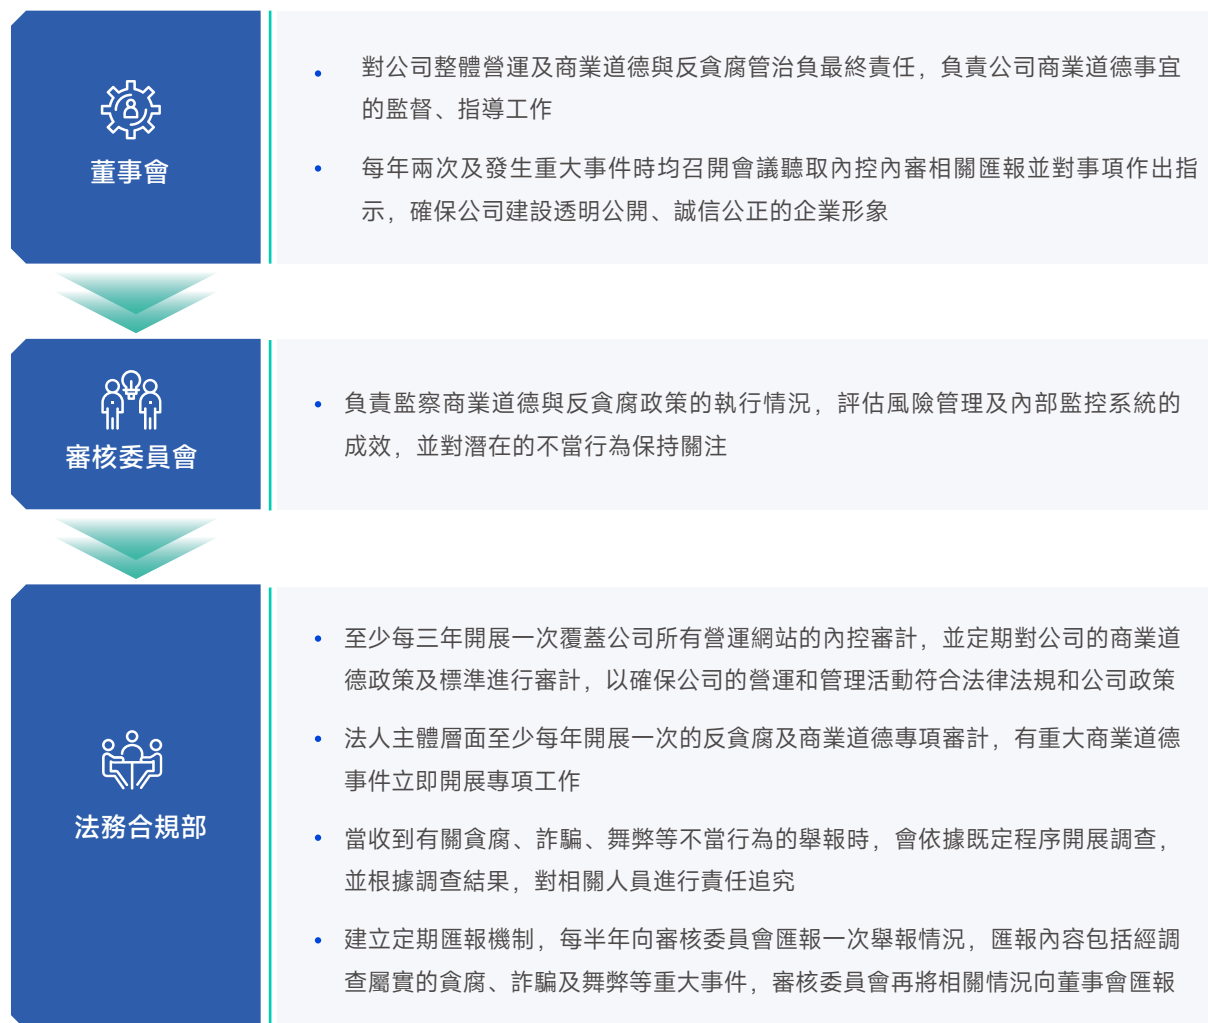 董事會
• 對公司整體營運及商業道德與反貪腐管治負最終責任，負責公司商業道德事宜
的監督、指導工作
• 每年兩次及發生重大事件時均召開會議聽取內控內審相關匯報並對事項作出指
示，確保公司建設透明公開、誠信公正的企業形象
審核委員會
• 負責監察商業道德與反貪腐政策的執行情況，評估風險管理及內部監控系統的
成效，並對潛在的不當行為保持關注
法務合規部
• 至少每三年開展一次覆蓋公司所有營運網站的內控審計，並定期對公司的商業道
德政策及標準進行審計，以確保公司的營運和管理活動符合法律法規和公司政策
• 法人主體層面至少每年開展一次的反貪腐及商業道德專項審計，有重大商業道德
事件立即開展專項工作
• 當收到有關貪腐、詐騙、舞弊等不當行為的舉報時，會依據既定程序開展調查，
並根據調查結果，對相關人員進行責任追究
• 建立定期匯報機制，每半年向審核委員會匯報一次舉報情況，匯報內容包括經調
查屬實的貪腐、詐騙及舞弊等重大事件，審核委員會再將相關情況向董事會匯報